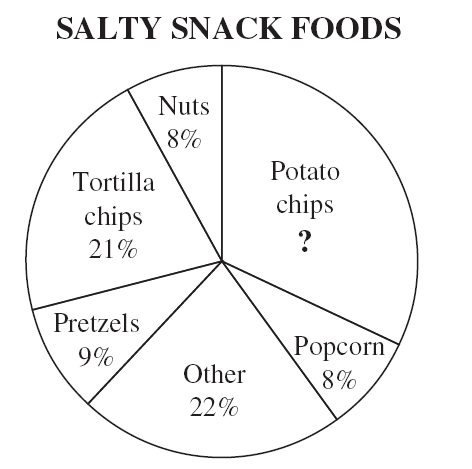 SALTY SNACK FOODS
Nuts
8%
Potato
chips
?
Tortilla
chips
21%
Pretzels
9%
Popcorn
8%
Other
22%